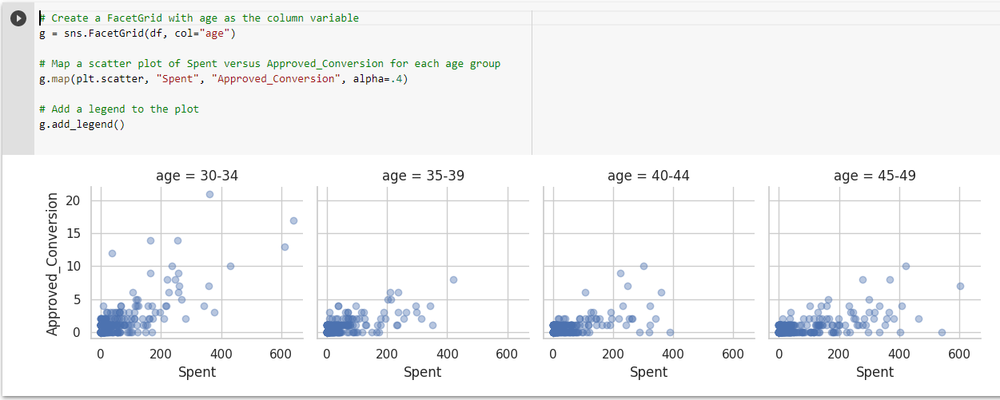 # Create a FacetGrid with age as the column variable
g = sns.FacetGrid(df, col="age")
# Map a scatter plot of Spent versus Approved_Conversion for each age group
g.map(plt.scatter, "Spent", "Approved_Conversion", alpha=.4)
# Add a legend to the plot
g.add_legend()
age = 30-34 age = 35-39 age = 40-44 age = 45-49
Approved_Conversion
20
15
10
5
0
0 200 400 600 0 200 400 600 0 200 400 600 0 200 400 600
Spent Spent Spent Spent